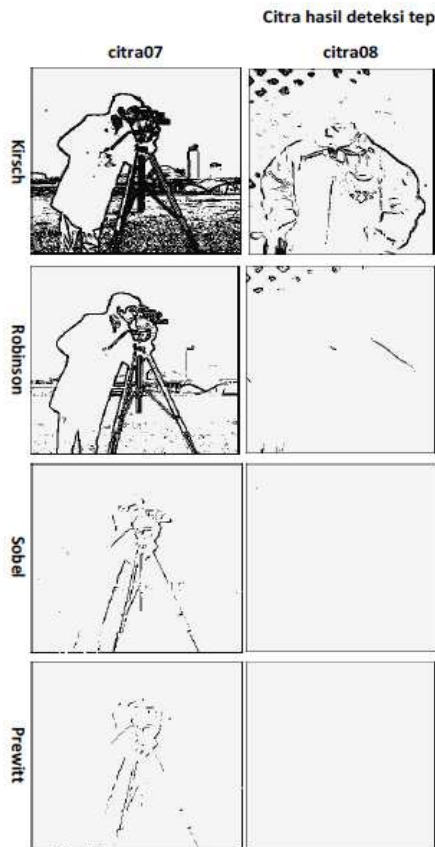 Citra hasil deteksi tep
citra07 citra08
Kirsch
Robinson
Sobel
Prewitt